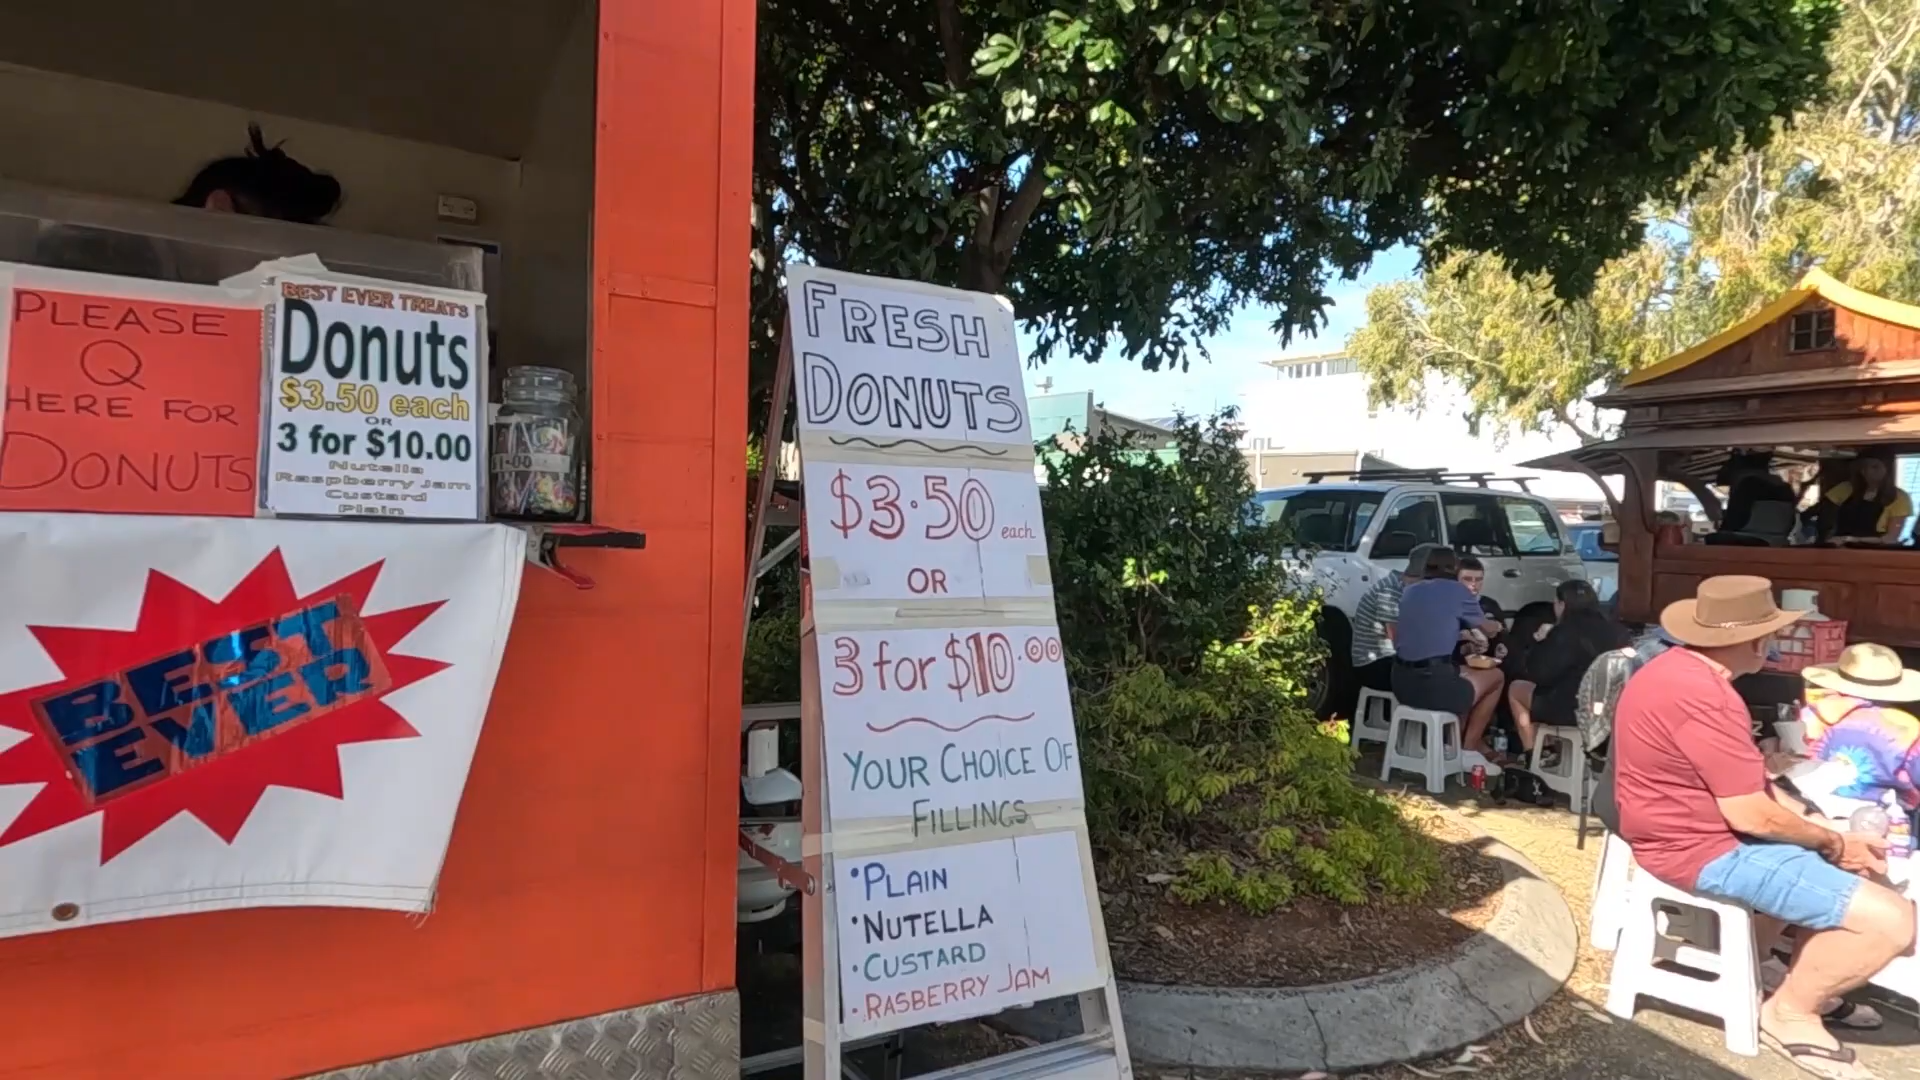 PLEASE
Q
HERE FOR
DONUTS
BEST EVER TREATS
Donuts
$3.50 each
OR
3 for $10.00
Nutella
Raspberry Jam
Custard
Plain
$1.00
BEST
EVER
FRESH
DONUTS
$3.50 each
OR
3 for $10.00
YOUR CHOICE OF
FILLINGS
•PLAIN
•NUTELLA
•CUSTARD
•RASBERRY JAM